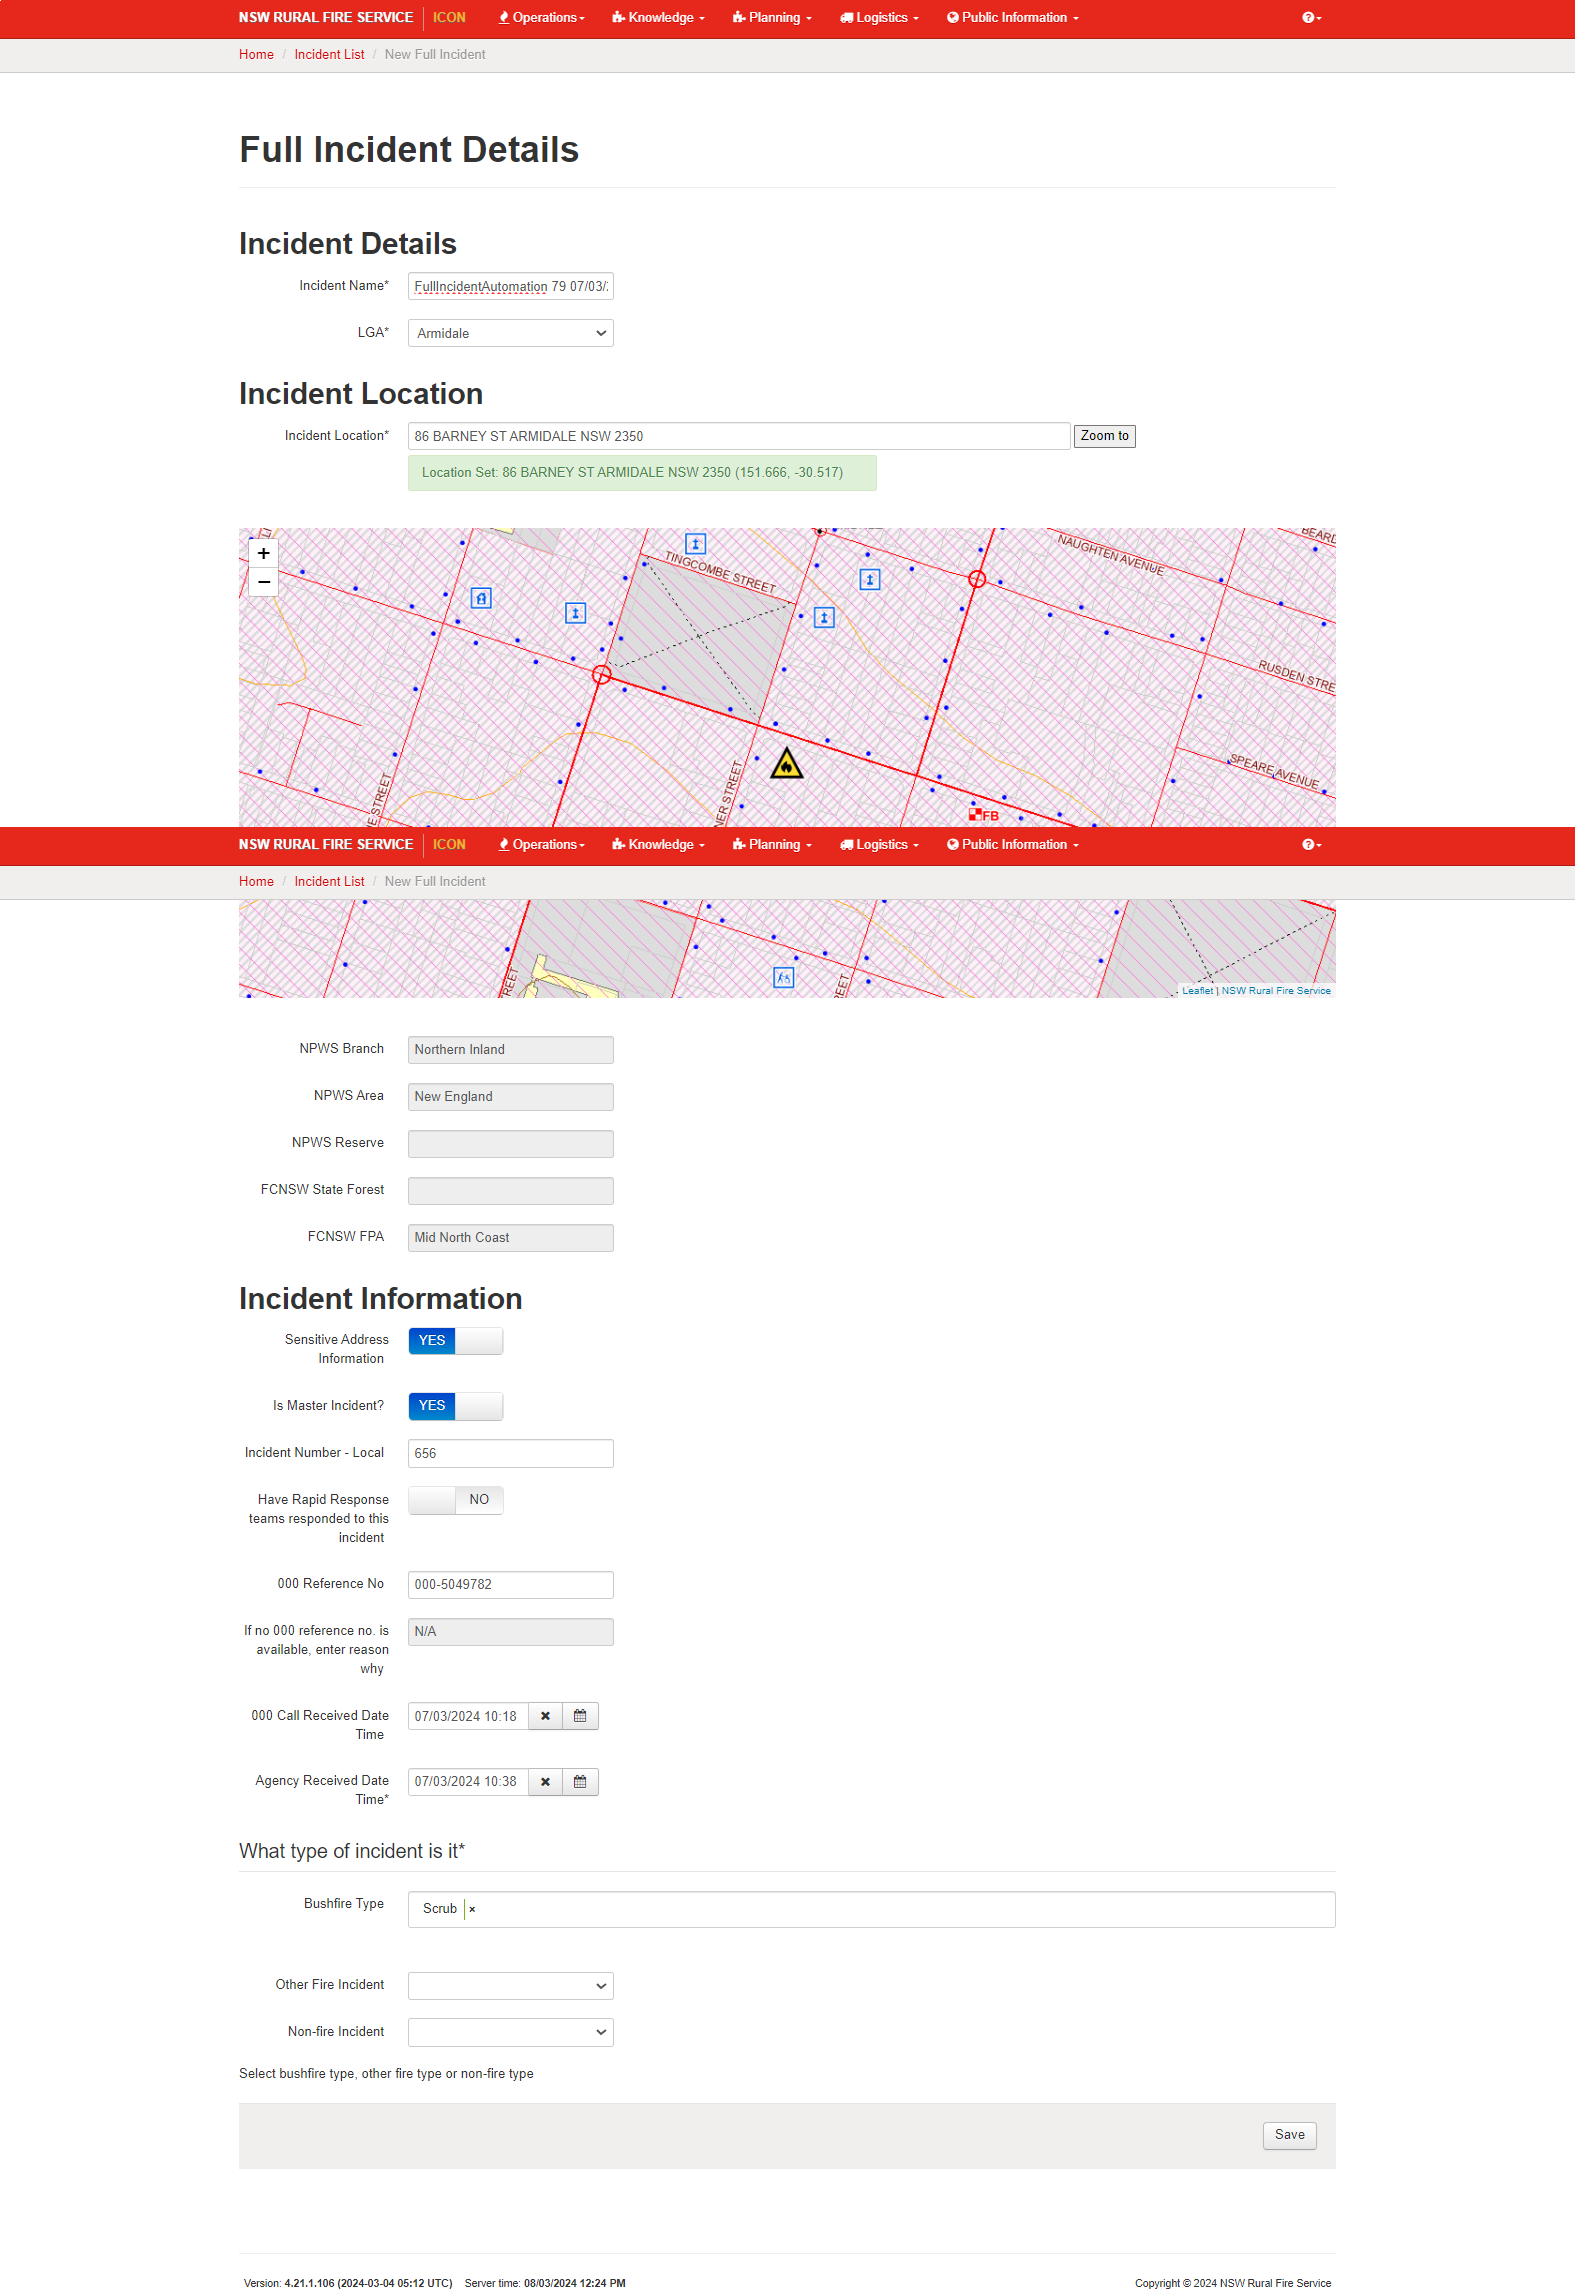 NSW RURAL FIRE SERVICE ICON Operations Knowledge Planning Logistics Public Information
Home / Incident List / New Full Incident
Full Incident Details
Incident Details
Incident Name* FullIncidentAutomation 79 07/03/
LGA* Armidale
Incident Location
Incident Location* 86 BARNEY ST ARMIDALE NSW 2350 Zoom to
Location Set: 86 BARNEY ST ARMIDALE NSW 2350 (151.666, -30.517)
+
−
TINGCOMBE STREET
NAUGHTEN AVENUE
BEARD
RUSDEN STRE
SPEARE AVENUE
E STREET
NER STREET
FB
NSW RURAL FIRE SERVICE ICON Operations Knowledge Planning Logistics Public Information
Home / Incident List / New Full Incident
REET
REET
Leaflet | NSW Rural Fire Service
NPWS Branch Northern Inland
NPWS Area New England
NPWS Reserve
FCNSW State Forest
FCNSW FPA Mid North Coast
Incident Information
Sensitive Address
Information YES
Is Master Incident? YES
Incident Number - Local 656
Have Rapid Response
teams responded to this
incident NO
000 Reference No 000-5049782
If no 000 reference no. is
available, enter reason
why N/A
000 Call Received Date
Time 07/03/2024 10:18
Agency Received Date
Time* 07/03/2024 10:38
What type of incident is it*
Bushfire Type Scrub ×
Other Fire Incident
Non-fire Incident
Select bushfire type, other fire type or non-fire type
Save
Version: 4.21.1.106 (2024-03-04 05:12 UTC) Server time: 08/03/2024 12:24 PM Copyright © 2024 NSW Rural Fire Service